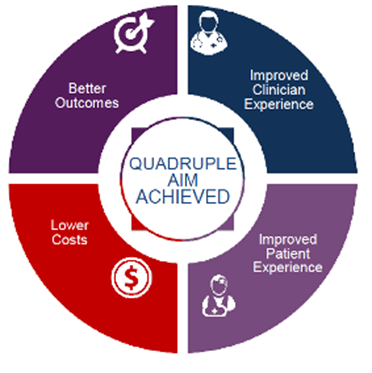 Better
Outcomes
Improved
Clinician
Experience
QUADRUPLE
AIM
ACHIEVED
Lower
Costs
$
Improved
Patient
Experience